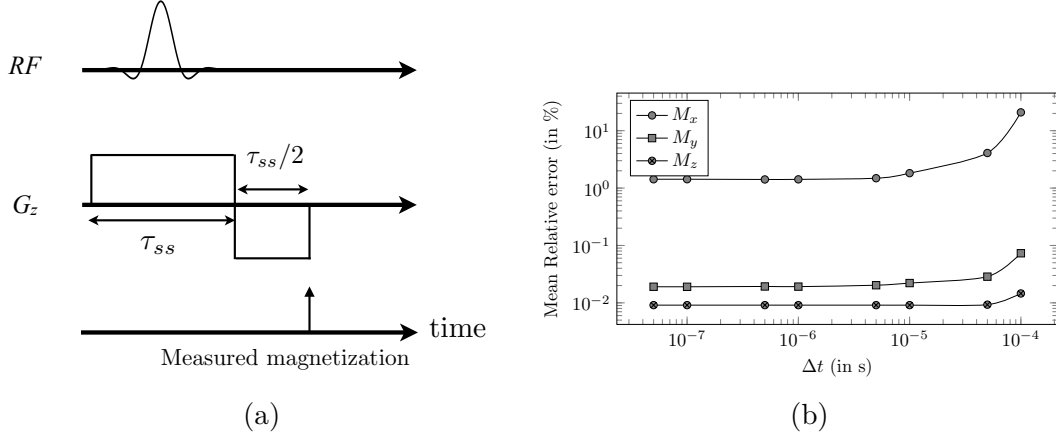 RF
G_z
τ_ss/2
τ_ss
time
Measured magnetization
(a)
Mean Relative error (in %)
10^1
10^0
10^−1
10^−2
M_x
M_y
M_z
10^−7 10^−6 10^−5 10^−4
Δt (in s)
(b)